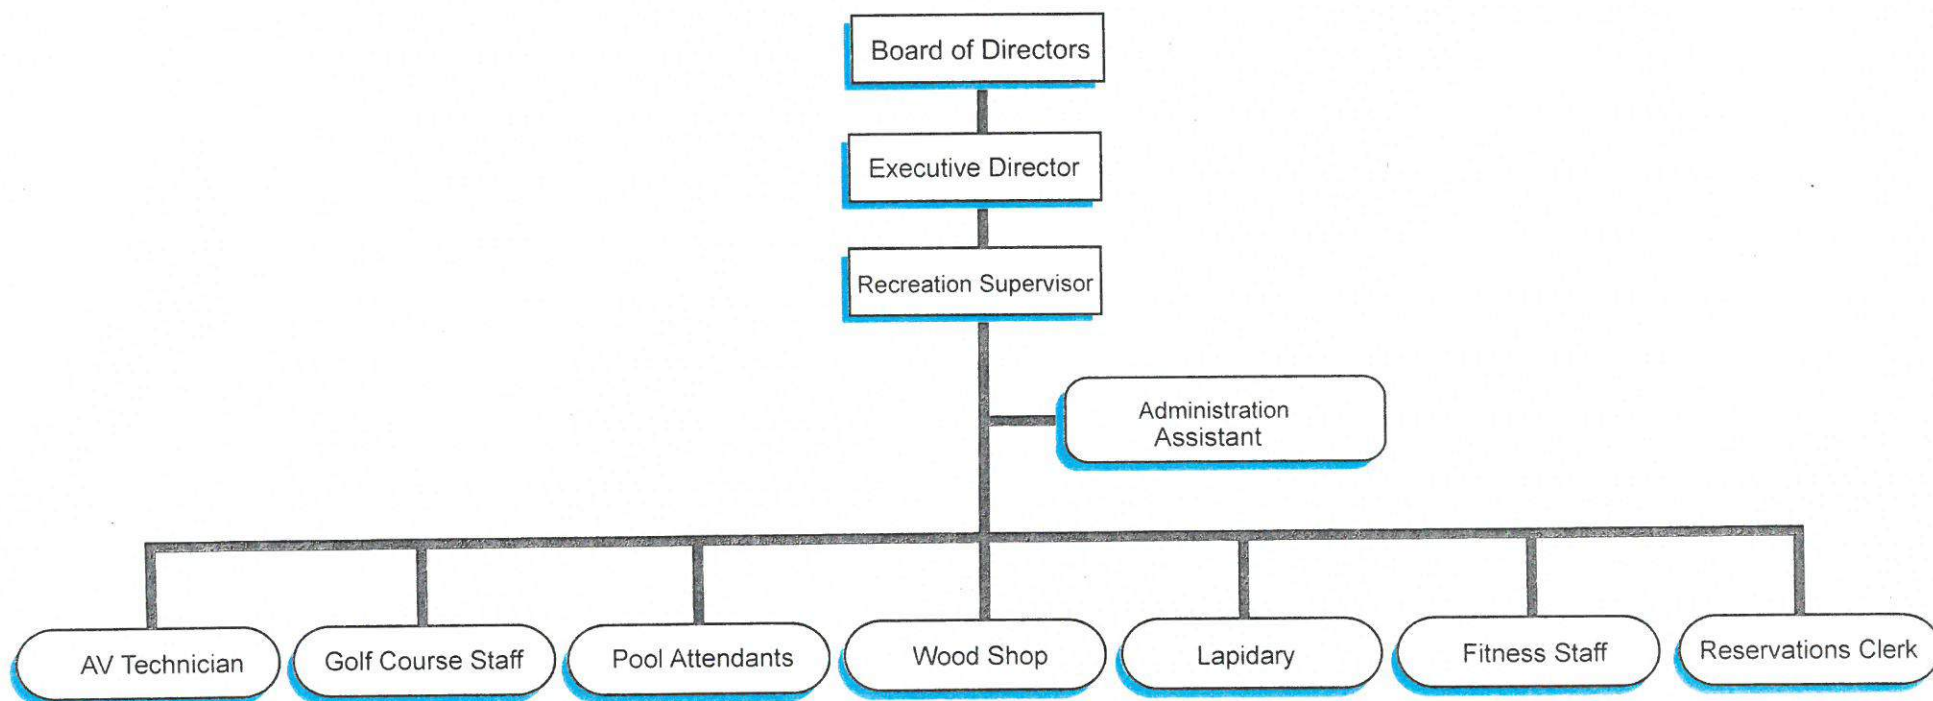 Board of Directors
Executive Director
Recreation Supervisor
Administration
Assistant
AV Technician
Golf Course Staff
Pool Attendants
Wood Shop
Lapidary
Fitness Staff
Reservations Clerk